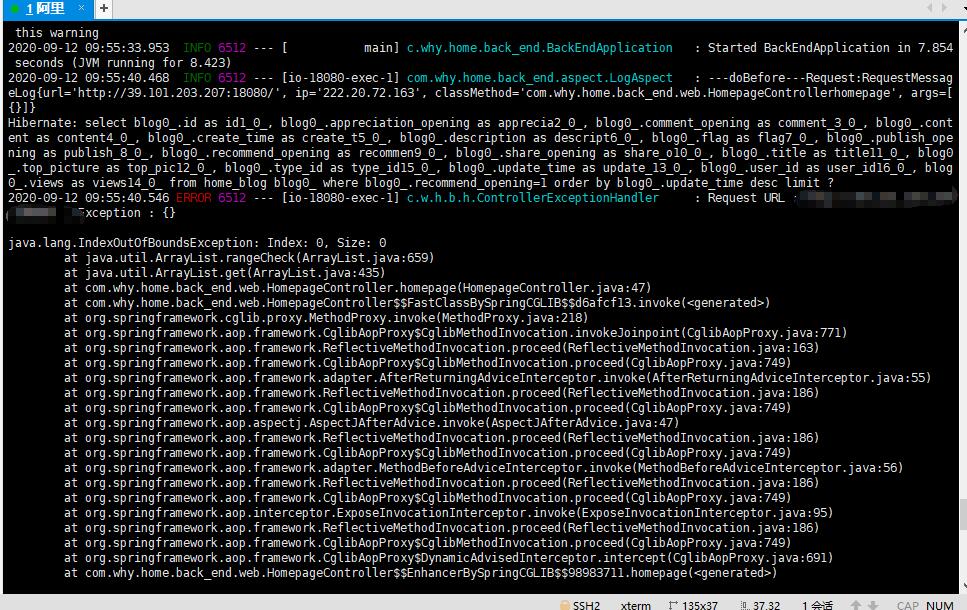 1 阿里 × +
this warning
2020-09-12 09:55:33.953  INFO 6512 --- [           main] c.why.home.back_end.BackEndApplication   : Started BackEndApplication in 7.854
seconds (JVM running for 8.423)
2020-09-12 09:55:40.468  INFO 6512 --- [io-18080-exec-1] com.why.home.back_end.aspect.LogAspect   : ---doBefore---Request:RequestMessag
eLog{url='http://39.101.203.207:18080/', ip='222.20.72.163', classMethod='com.why.home.back_end.web.HomepageControllerhomepage', args=[
{}]}
Hibernate: select blog0_.id as id1_0_, blog0_.appreciation_opening as apprecia2_0_, blog0_.comment_opening as comment_3_0_, blog0_.cont
ent as content4_0_, blog0_.create_time as create_t5_0_, blog0_.description as descript6_0_, blog0_.flag as flag7_0_, blog0_.publish_ope
ning as publish_8_0_, blog0_.recommend_opening as recommen9_0_, blog0_.share_opening as share_o10_0_, blog0_.title as title11_0_, blog0
_.top_picture as top_pic12_0_, blog0_.type_id as type_id15_0_, blog0_.update_time as update_13_0_, blog0_.user_id as user_id16_0_, blog
0_.views as views14_0_ from home_blog blog0_ where blog0_.recommend_opening=1 order by blog0_.update_time desc limit ?
2020-09-12 09:55:40.546 ERROR 6512 --- [io-18080-exec-1] c.w.h.b.h.ControllerExceptionHandler     : Request URL :
Exception : {}
java.lang.IndexOutOfBoundsException: Index: 0, Size: 0
at java.util.ArrayList.rangeCheck(ArrayList.java:659)
at java.util.ArrayList.get(ArrayList.java:435)
at com.why.home.back_end.web.HomepageController.homepage(HomepageController.java:47)
at com.why.home.back_end.web.HomepageController$$FastClassBySpringCGLIB$$d6afcf13.invoke(<generated>)
at org.springframework.cglib.proxy.MethodProxy.invoke(MethodProxy.java:218)
at org.springframework.aop.framework.CglibAopProxy$CglibMethodInvocation.invokeJoinpoint(CglibAopProxy.java:771)
at org.springframework.aop.framework.ReflectiveMethodInvocation.proceed(ReflectiveMethodInvocation.java:163)
at org.springframework.aop.framework.CglibAopProxy$CglibMethodInvocation.proceed(CglibAopProxy.java:749)
at org.springframework.aop.framework.adapter.AfterReturningAdviceInterceptor.invoke(AfterReturningAdviceInterceptor.java:55)
at org.springframework.aop.framework.ReflectiveMethodInvocation.proceed(ReflectiveMethodInvocation.java:186)
at org.springframework.aop.framework.CglibAopProxy$CglibMethodInvocation.proceed(CglibAopProxy.java:749)
at org.springframework.aop.aspectj.AspectJAfterAdvice.invoke(AspectJAfterAdvice.java:47)
at org.springframework.aop.framework.ReflectiveMethodInvocation.proceed(ReflectiveMethodInvocation.java:186)
at org.springframework.aop.framework.CglibAopProxy$CglibMethodInvocation.proceed(CglibAopProxy.java:749)
at org.springframework.aop.framework.adapter.MethodBeforeAdviceInterceptor.invoke(MethodBeforeAdviceInterceptor.java:56)
at org.springframework.aop.framework.ReflectiveMethodInvocation.proceed(ReflectiveMethodInvocation.java:186)
at org.springframework.aop.framework.CglibAopProxy$CglibMethodInvocation.proceed(CglibAopProxy.java:749)
at org.springframework.aop.interceptor.ExposeInvocationInterceptor.invoke(ExposeInvocationInterceptor.java:95)
at org.springframework.aop.framework.ReflectiveMethodInvocation.proceed(ReflectiveMethodInvocation.java:186)
at org.springframework.aop.framework.CglibAopProxy$CglibMethodInvocation.proceed(CglibAopProxy.java:749)
at org.springframework.aop.framework.CglibAopProxy$DynamicAdvisedInterceptor.intercept(CglibAopProxy.java:691)
at com.why.home.back_end.web.HomepageController$$EnhancerBySpringCGLIB$$98983711.homepage(<generated>)
SSH2 xterm 135x37 37,32 1 会话 CAP NUM